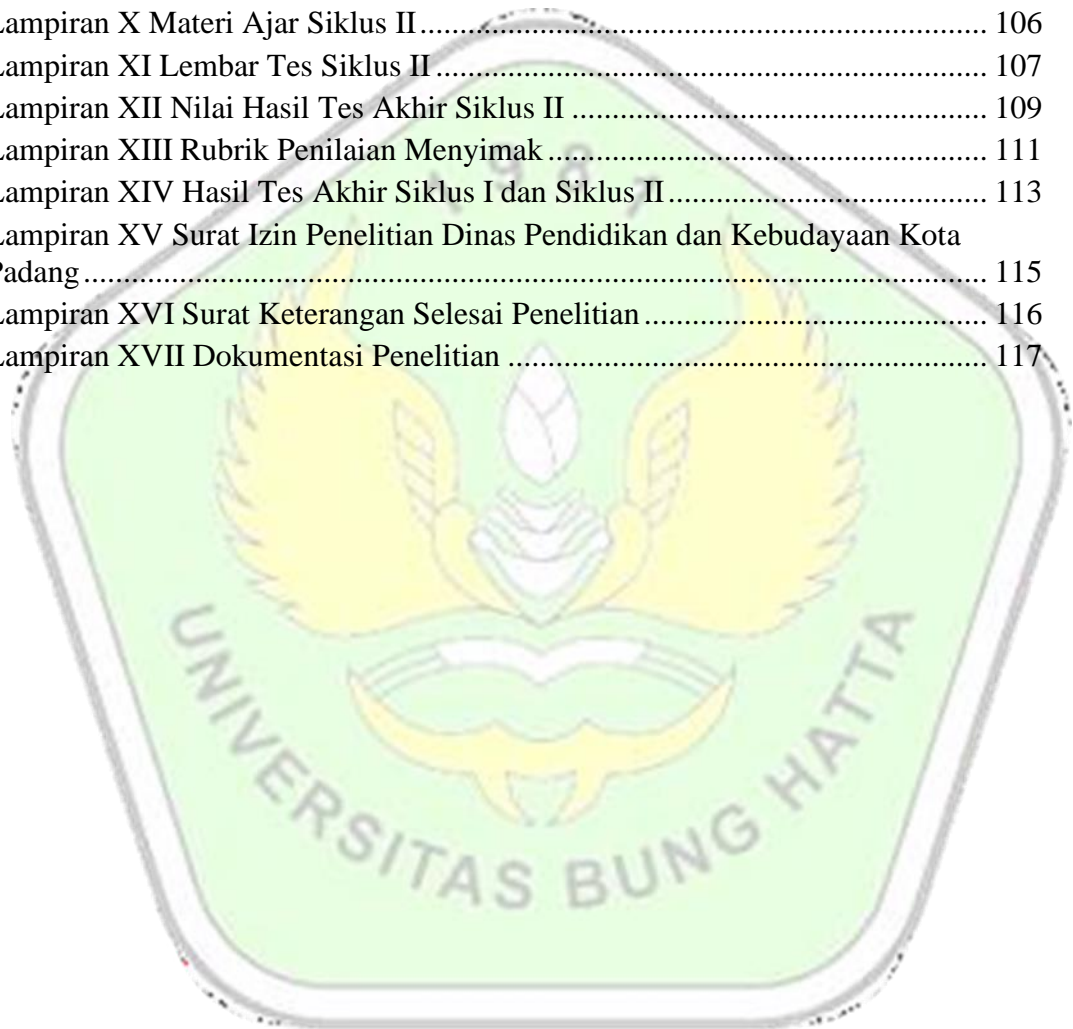 Lampiran X Materi Ajar Siklus II.......................................................................... 106
Lampiran XI Lembar Tes Siklus II........................................................................ 107
Lampiran XII Nilai Hasil Tes Akhir Siklus II ...................................................... 109
Lampiran XIII Rubrik Penilaian Menyimak ......................................................... 111
Lampiran XIV Hasil Tes Akhir Siklus I dan Siklus II.......................................... 113
Lampiran XV Surat Izin Penelitian Dinas Pendidikan dan Kebudayaan Kota
Padang................................................................................................................... 115
Lampiran XVI Surat Keterangan Selesai Penelitian ............................................. 116
Lampiran XVII Dokumentasi Penelitian .............................................................. 117
1981
UNIVERSITAS BUNG HATTA